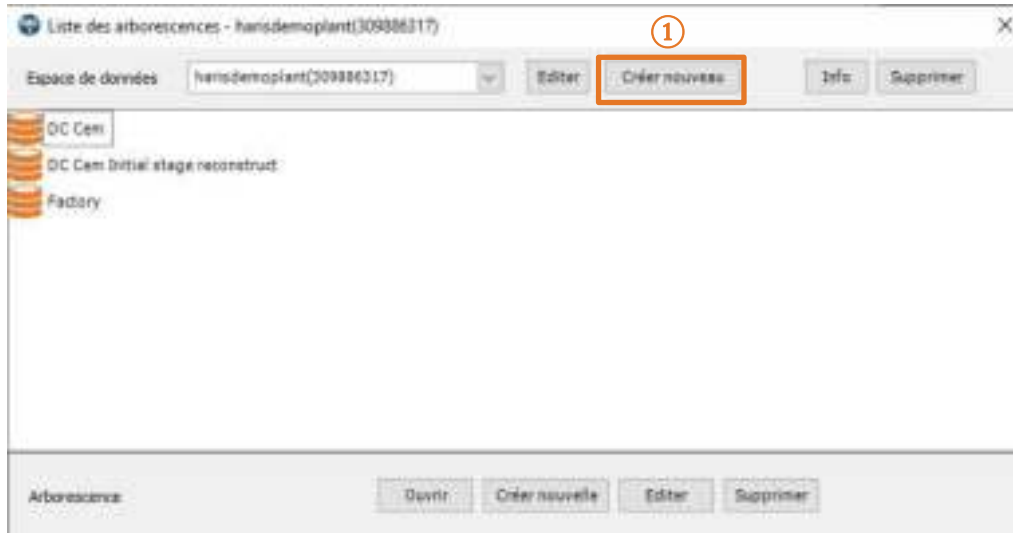 Liste des arborescences - harisdemoplant(309886317)
①
Espace de données harisdemoplant(309886317) Editer Créer nouveau Info Supprimer
DC Cem
DC Cem Initial stage reconstruct
Factory
Arborescence Ouvrir Créer nouvelle Editer Supprimer